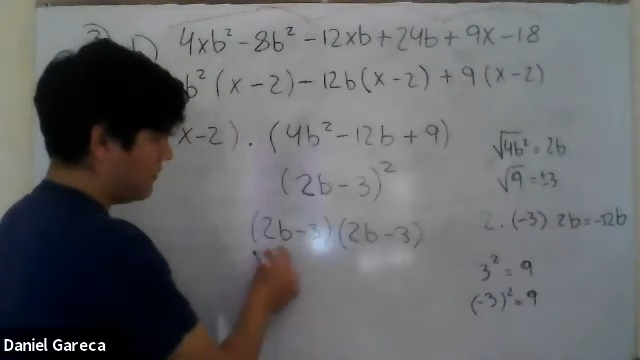 4xb² - 8b² - 12xb + 24b + 9x - 18
b² (x - 2) - 12b (x - 2) + 9 (x - 2)
x - 2) . (4b² - 12b + 9)
(2b - 3)²
(2b - 3) (2b - 3)
√4b² = 2b
√9 = ±3
2 . (-3) . 2b = -12b
3² = 9
(-3)² = 9
Daniel Gareca